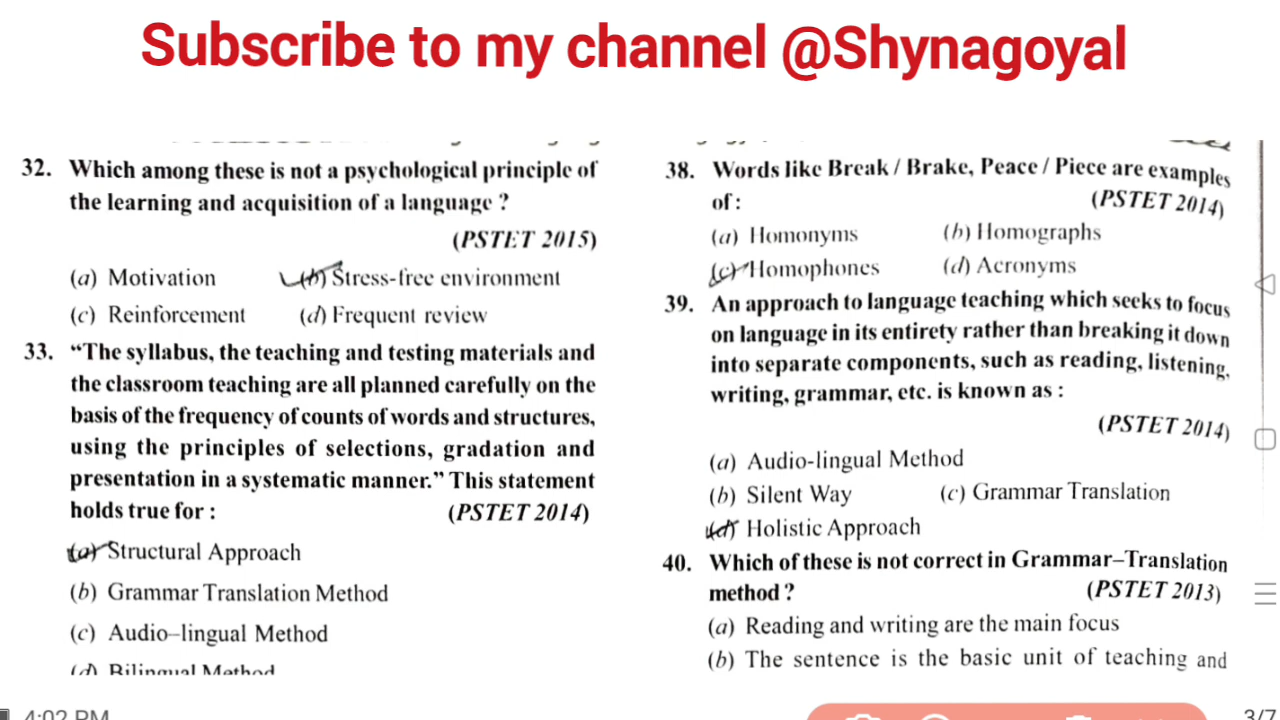 Subscribe to my channel @Shynagoyal
32. Which among these is not a psychological principle of
the learning and acquisition of a language ?
(PSTET 2015)
(a) Motivation (b) Stress-free environment
(c) Reinforcement (d) Frequent review
33. “The syllabus, the teaching and testing materials and
the classroom teaching are all planned carefully on the
basis of the frequency of counts of words and structures,
using the principles of selections, gradation and
presentation in a systematic manner.” This statement
holds true for : (PSTET 2014)
(a) Structural Approach
(b) Grammar Translation Method
(c) Audio–lingual Method
(d) Bilingual Method
38. Words like Break / Brake, Peace / Piece are examples
of : (PSTET 2014)
(a) Homonyms (b) Homographs
(c) Homophones (d) Acronyms
39. An approach to language teaching which seeks to focus
on language in its entirety rather than breaking it down
into separate components, such as reading, listening,
writing, grammar, etc. is known as :
(PSTET 2014)
(a) Audio-lingual Method
(b) Silent Way (c) Grammar Translation
(d) Holistic Approach
40. Which of these is not correct in Grammar–Translation
method ? (PSTET 2013)
(a) Reading and writing are the main focus
(b) The sentence is the basic unit of teaching and
4:02 PM
3/7